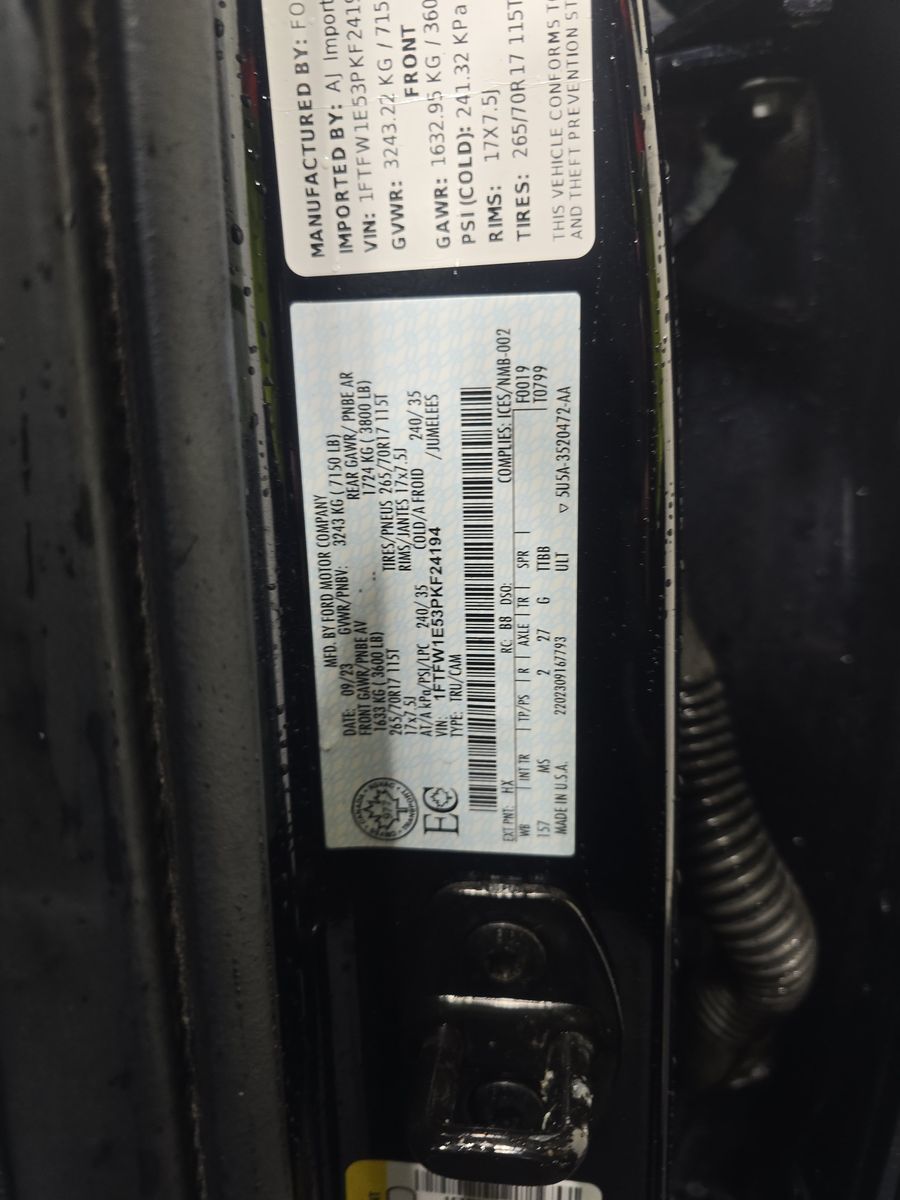 MANUFACTURED BY: FO
IMPORTED BY: AJ Import
VIN: 1FTFW1E53PKF2419
GVWR: 3243.22 KG / 715
FRONT
GAWR: 1632.95 KG / 360
PSI (COLD): 241.32 KPa
RIMS: 17X7.5J
TIRES: 265/70R17 115T
THIS VEHICLE CONFORMS TO
AND THEFT PREVENTION ST
MFD. BY FORD MOTOR COMPANY
DATE: 09/23 GVWR/PNBV: 3243 KG ( 7150 LB)
FRONT GAWR/PNBE AV REAR GAWR/ PNBE AR
1633 KG ( 3600 LB) 1724 KG ( 3800 LB)
265/70R17 115T TIRES/PNEUS 265/70R17 115T
17x7.5J RIMS/JANTES 17x7.5J
AT/A kPa/PSI/LPC 240/ 35 COLD/A FROID 240/ 35
VIN: 1FTFW1E53PKF24194 /JUMELEES
TYPE: TRU/CAM
CANADA
EC
COMPLIES: ICES/NMB-002
EXT PNT: HX RC: B8 DSO: F0019
WB INT TR TP/PS R AXLE TR SPR T0799
157 MS 2 27 G TTBB
ULT
MADE IN U.S.A. 2202309167793 ▽ 5U5A-3520472-AA